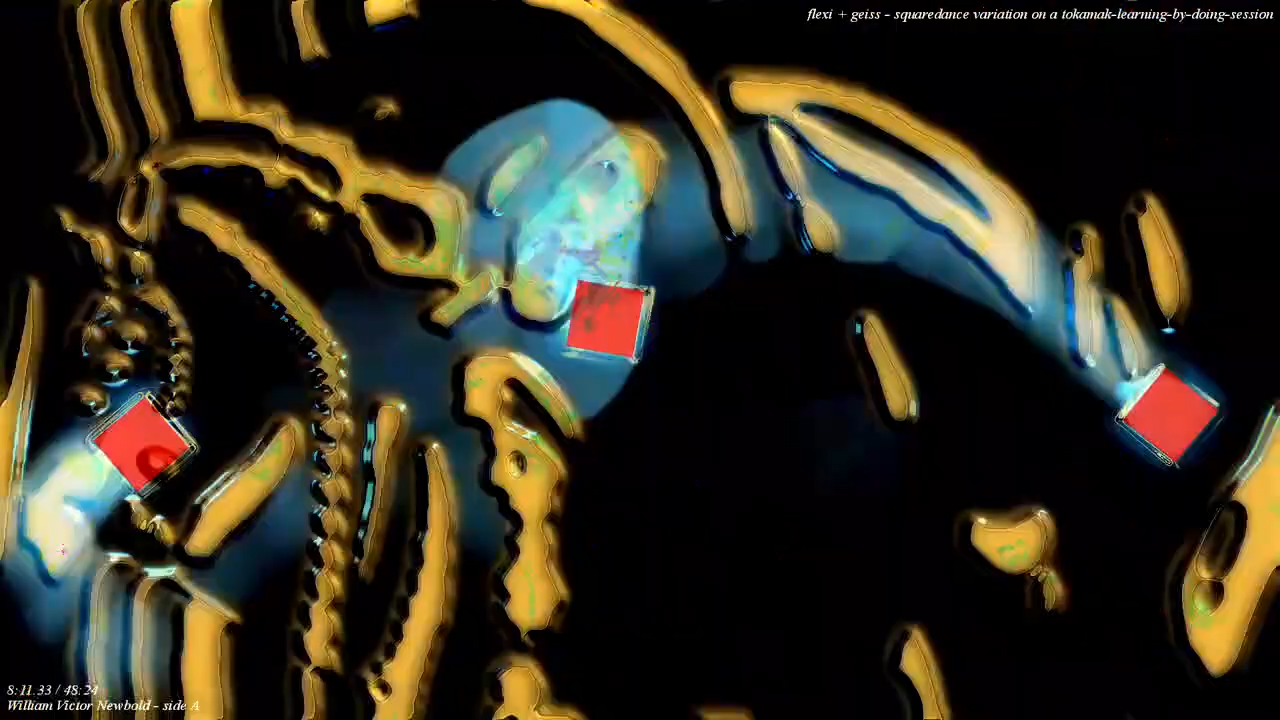 flexi + geiss - squaredance variation on a tokamak-learning-by-doing-session
8:11.33 / 48:24
William Victor Newbold - side A